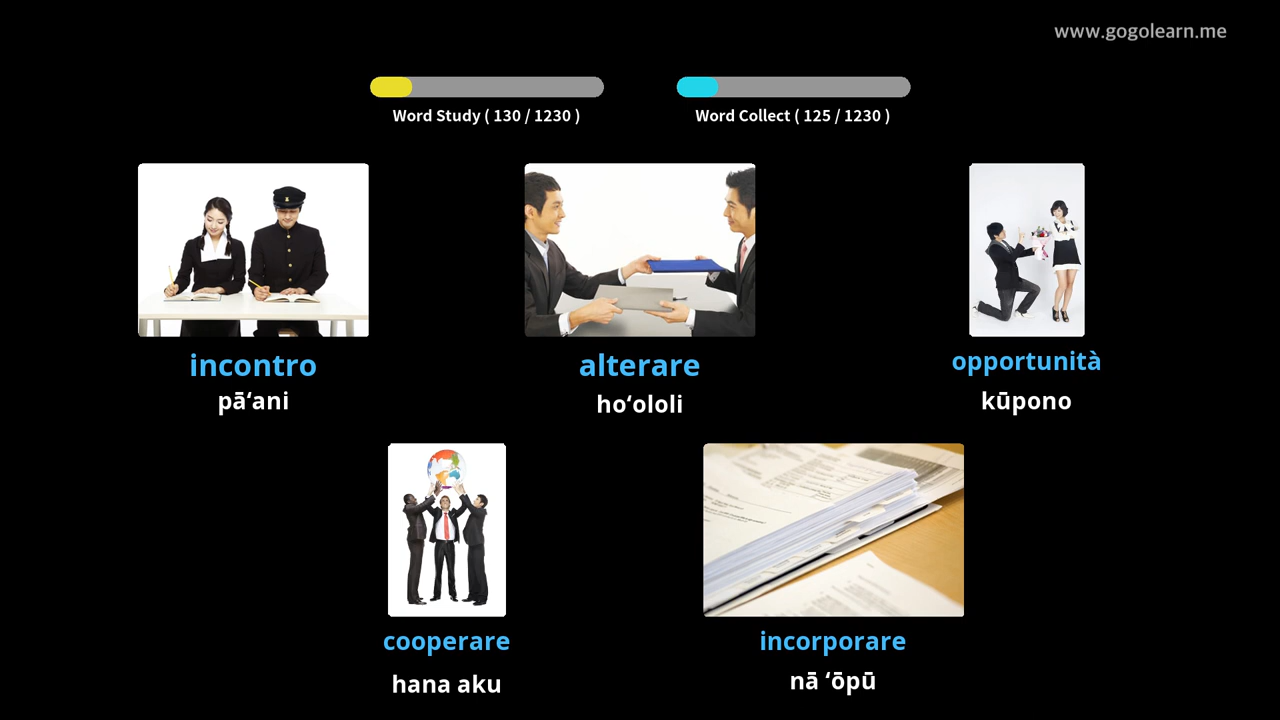 www.gogolearn.me
Word Study ( 130 / 1230 )
Word Collect ( 125 / 1230 )
incontro
pāʻani
alterare
hoʻololi
opportunità
kūpono
cooperare
hana aku
incorporare
nā ʻōpū